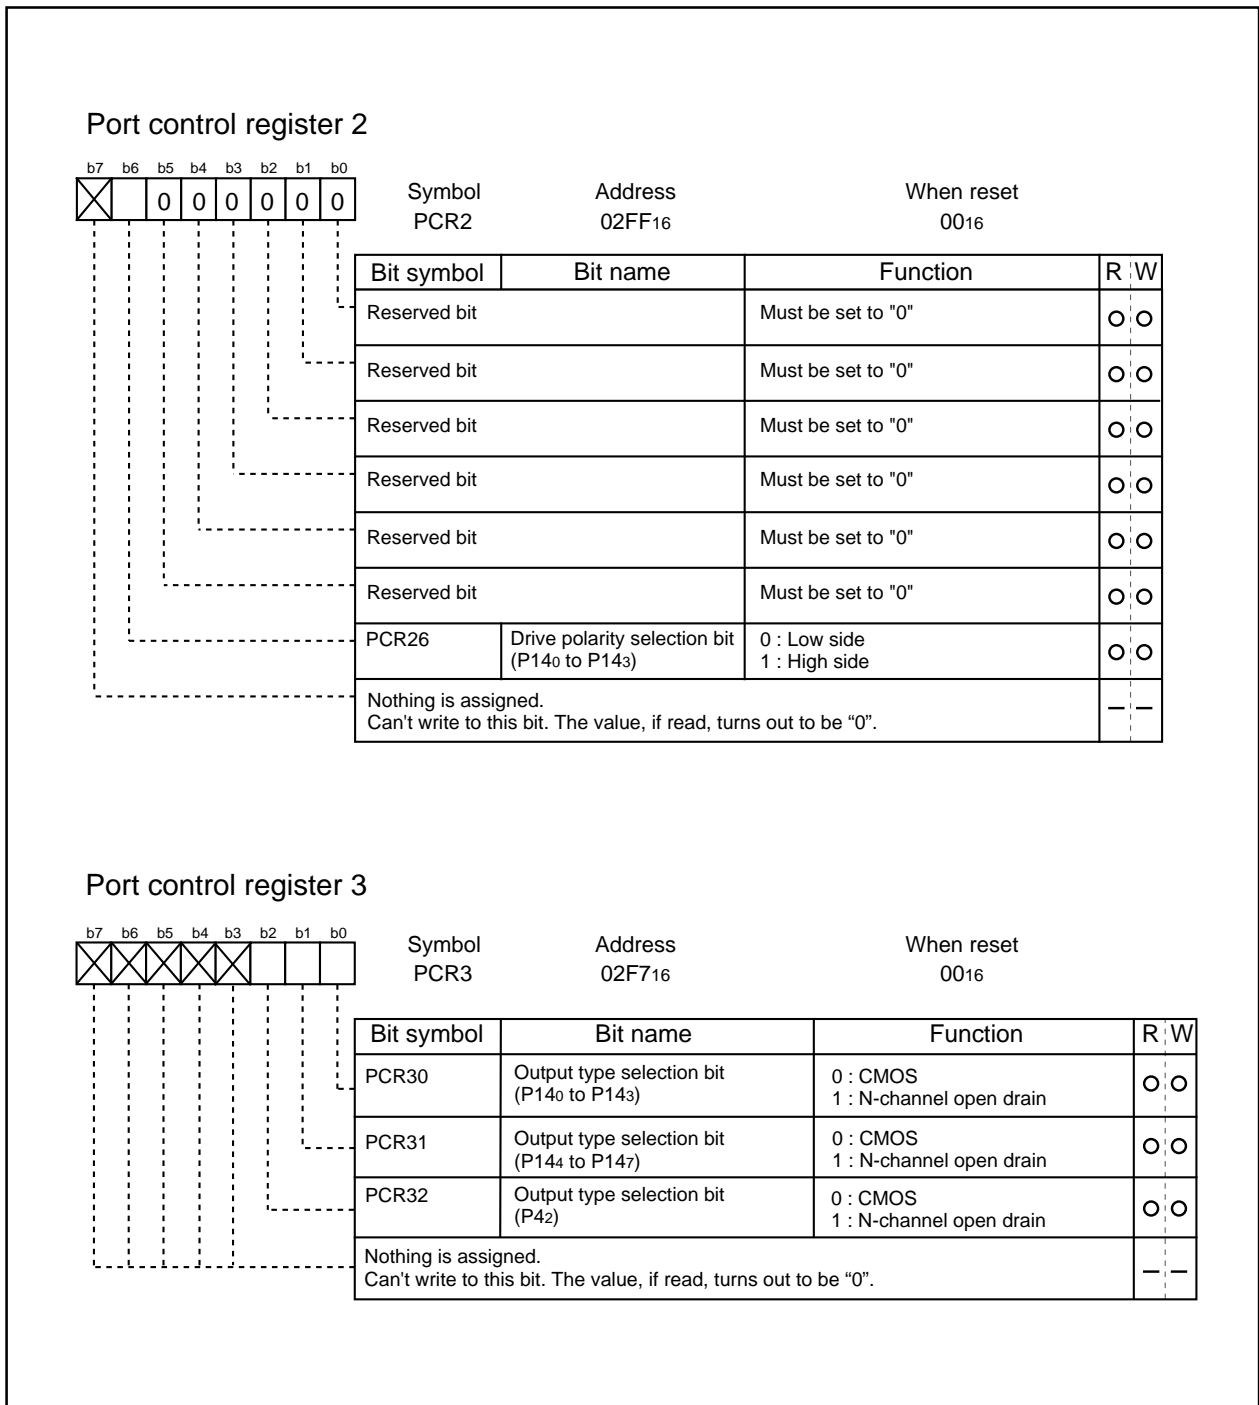 Port control register 2
b7 b6 b5 b4 b3 b2 b1 b0
0 0 0 0 0 0
Symbol Address When reset
PCR2 02FF16 0016
Bit symbol Bit name Function R W
Reserved bit Must be set to "0"
Reserved bit Must be set to "0"
Reserved bit Must be set to "0"
Reserved bit Must be set to "0"
Reserved bit Must be set to "0"
Reserved bit Must be set to "0"
PCR26 Drive polarity selection bit 0 : Low side
(P140 to P143) 1 : High side
Nothing is assigned.
Can't write to this bit. The value, if read, turns out to be “0”.
Port control register 3
b7 b6 b5 b4 b3 b2 b1 b0
Symbol Address When reset
PCR3 02F716 0016
Bit symbol Bit name Function R W
PCR30 Output type selection bit 0 : CMOS
(P140 to P143) 1 : N-channel open drain
PCR31 Output type selection bit 0 : CMOS
(P144 to P147) 1 : N-channel open drain
PCR32 Output type selection bit 0 : CMOS
(P42) 1 : N-channel open drain
Nothing is assigned.
Can't write to this bit. The value, if read, turns out to be “0”.